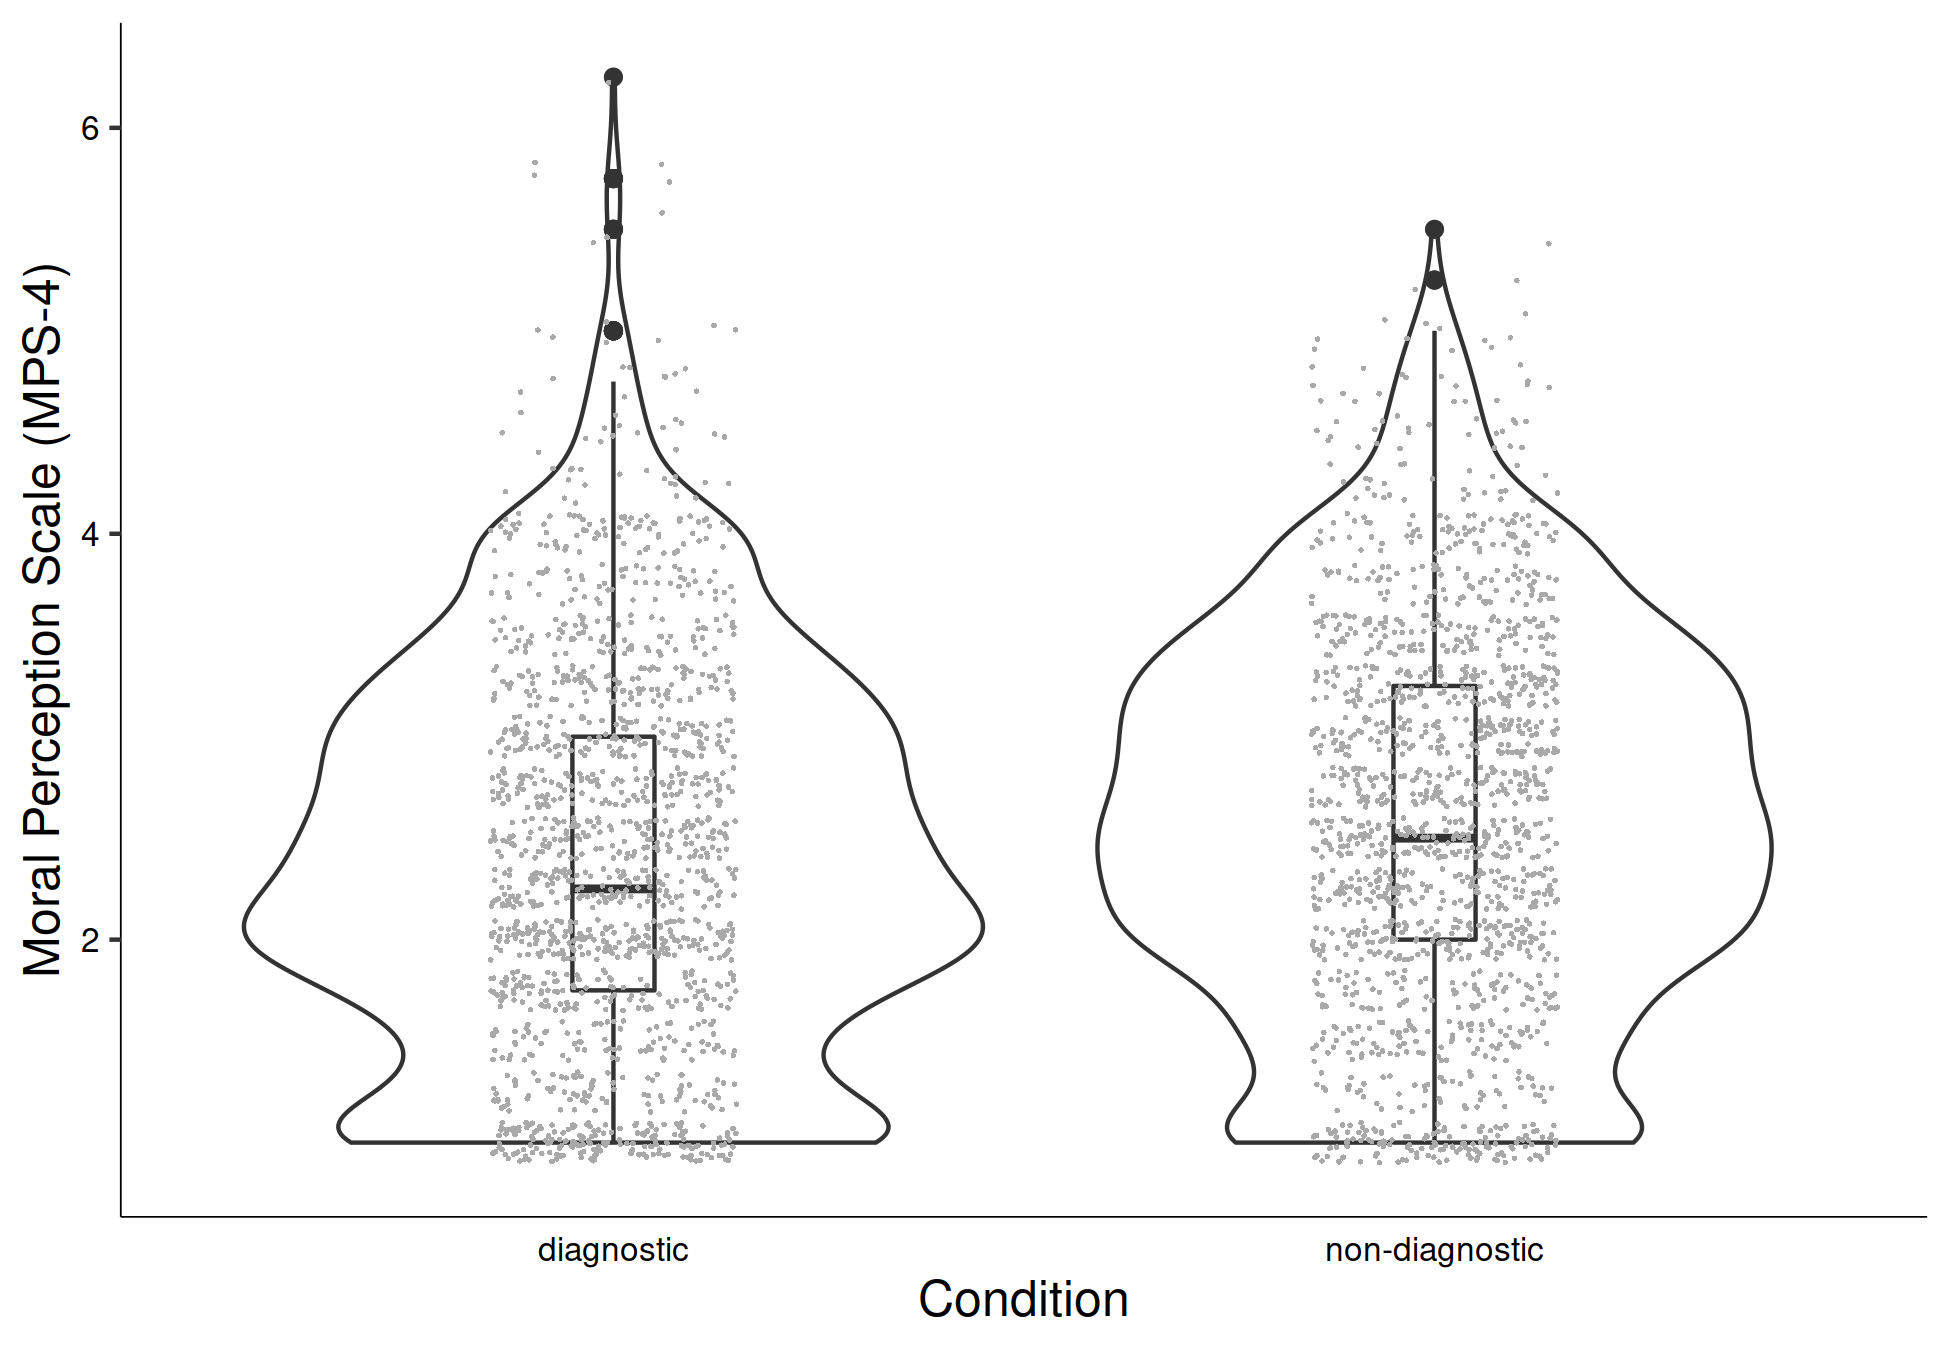 Moral Perception Scale (MPS-4)
6
4
2
diagnostic
non-diagnostic
Condition